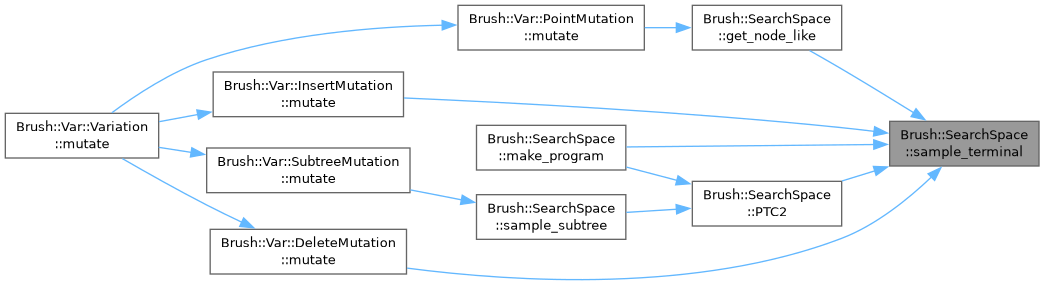 Brush::Var::PointMutation
::mutate
Brush::SearchSpace
::get_node_like
Brush::Var::InsertMutation
::mutate
Brush::Var::Variation
::mutate
Brush::SearchSpace
::make_program
Brush::SearchSpace
::sample_terminal
Brush::Var::SubtreeMutation
::mutate
Brush::SearchSpace
::sample_subtree
Brush::SearchSpace
::PTC2
Brush::Var::DeleteMutation
::mutate